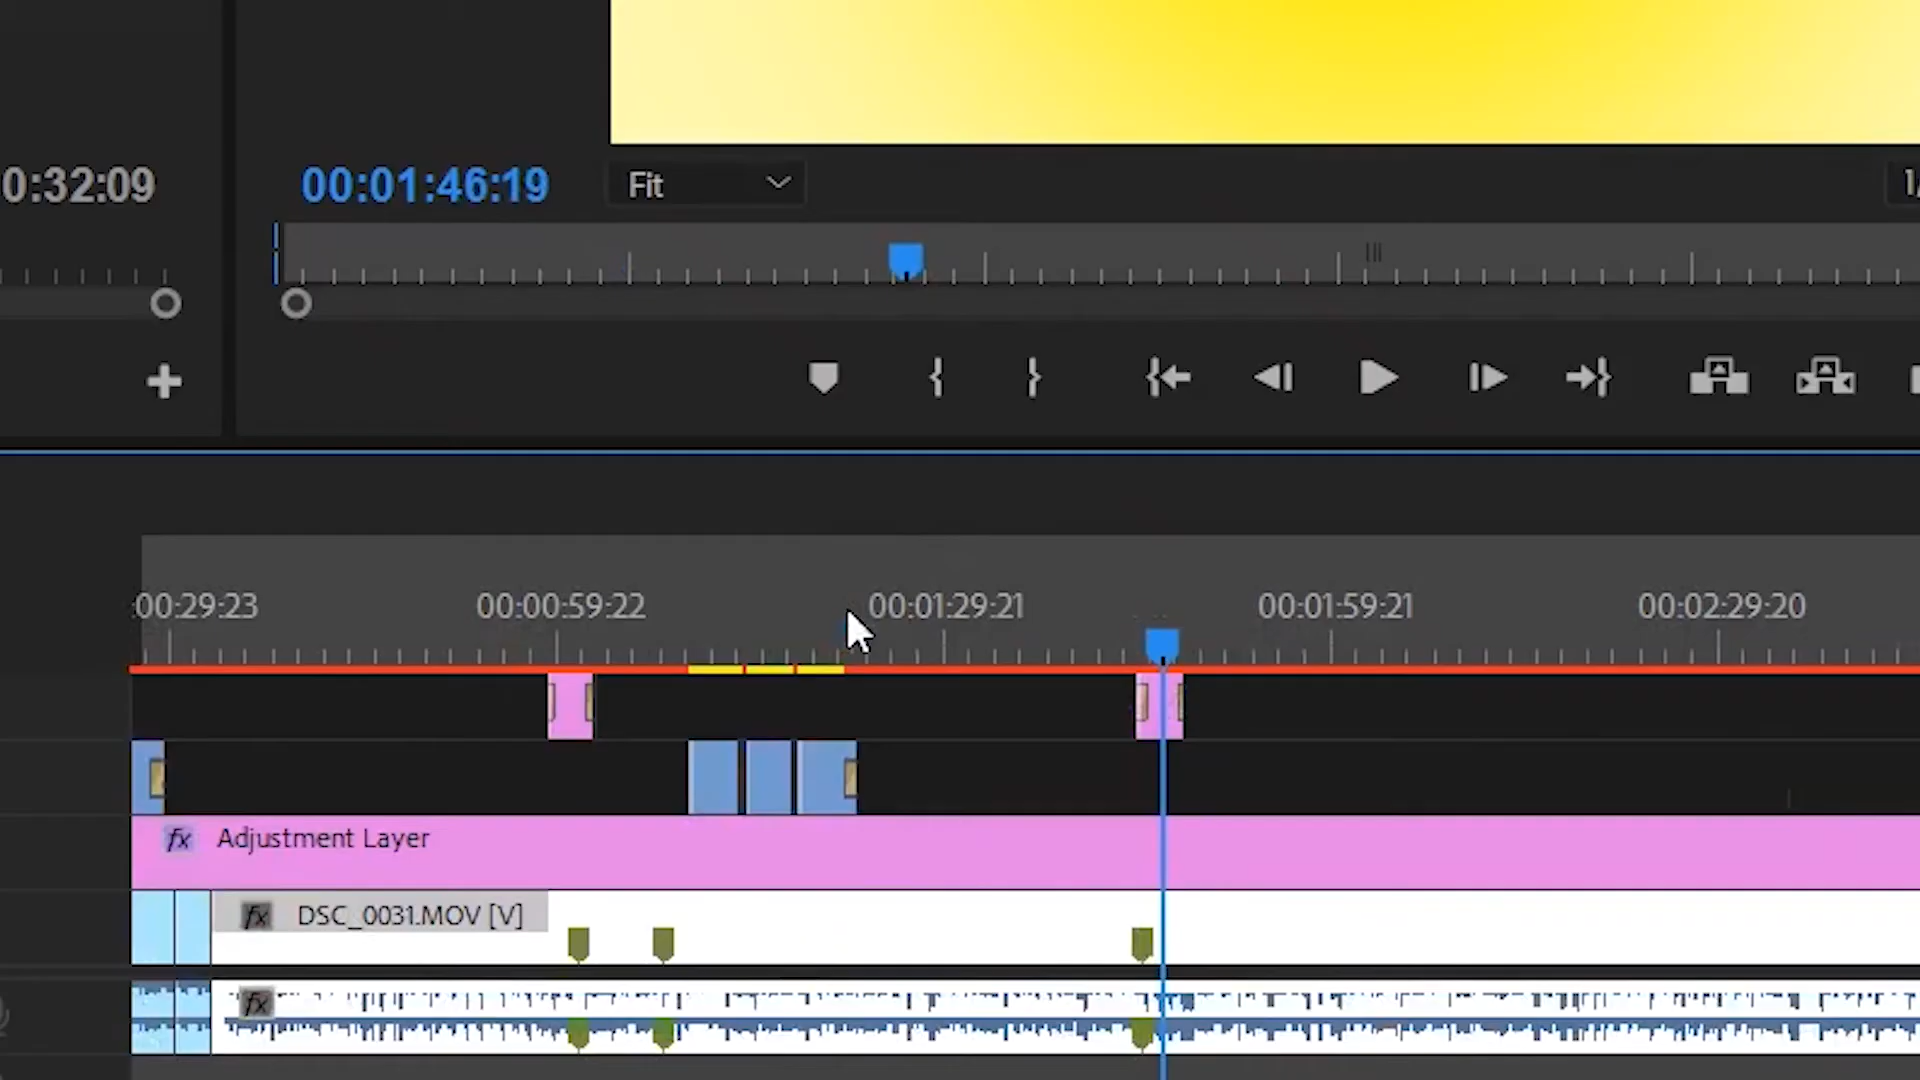 0:32:09
00:01:46:19
Fit
:00:29:23
00:00:59:22
00:01:29:21
00:01:59:21
00:02:29:20
fx Adjustment Layer
fx DSC_0031.MOV [V]
fx